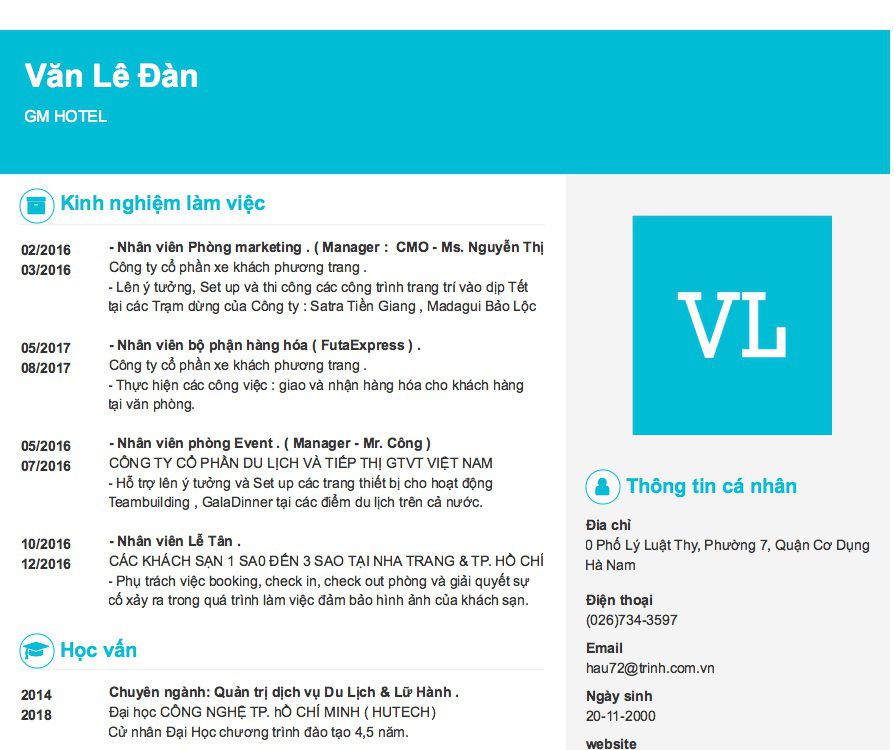 Văn Lê Đàn
GM HOTEL
Kinh nghiệm làm việc
02/2016
03/2016
- Nhân viên Phòng marketing . ( Manager :  CMO - Ms. Nguyễn Thị
Công ty cổ phần xe khách phương trang .
- Lên ý tưởng, Set up và thi công các công trình trang trí vào dịp Tết
tại các Trạm dừng của Công ty : Satra Tiền Giang , Madagui Bảo Lộc
05/2017
08/2017
- Nhân viên bộ phận hàng hóa ( FutaExpress ) .
Công ty cổ phần xe khách phương trang .
- Thực hiện các công việc : giao và nhận hàng hóa cho khách hàng
tại văn phòng.
05/2016
07/2016
- Nhân viên phòng Event . ( Manager - Mr. Công )
CÔNG TY CỔ PHẦN DU LỊCH VÀ TIẾP THỊ GTVT VIỆT NAM
- Hỗ trợ lên ý tưởng và Set up các trang thiết bị cho hoạt động
Teambuilding , GalaDinner tại các điểm du lịch trên cả nước.
10/2016
12/2016
- Nhân viên Lễ Tân .
CÁC KHÁCH SẠN 1 SA0 ĐẾN 3 SAO TẠI NHA TRANG & TP. HỒ CHÍ
- Phụ trách việc booking, check in, check out phòng và giải quyết sự
cố xảy ra trong quá trình làm việc đảm bảo hình ảnh của khách sạn.
Học vấn
2014
2018
Chuyên ngành: Quản trị dịch vụ Du Lịch & Lữ Hành .
Đại học CÔNG NGHỆ TP. hồ CHÍ MINH ( HUTECH)
Cử nhân Đại Học chương trình đào tạo 4,5 năm.
VL
Thông tin cá nhân
Địa chỉ
0 Phố Lý Luật Thy, Phường 7, Quận Cơ Dụng
Hà Nam
Điện thoại
(026)734-3597
Email
hau72@trinh.com.vn
Ngày sinh
20-11-2000
website